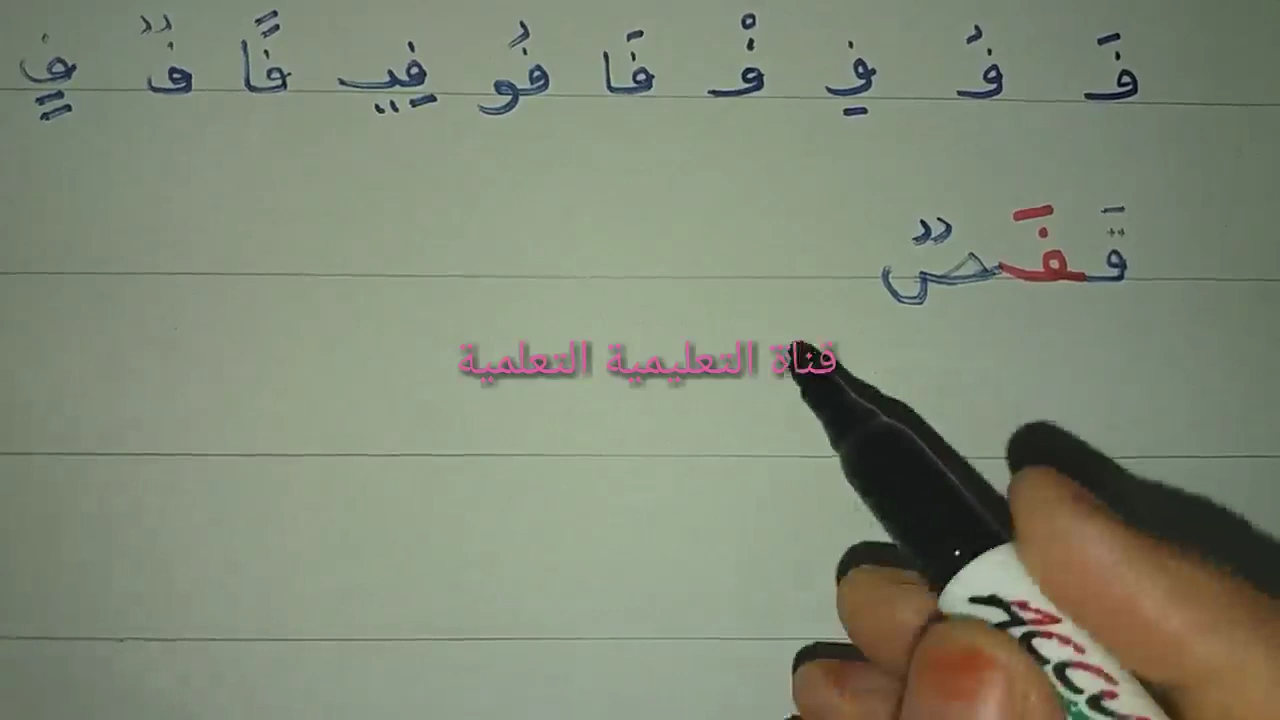 فَ فُ فِ فْ فَا فُو فِي فًا فٌ فٍ
قَفَصٌ
قناة التعليمية التعلمية